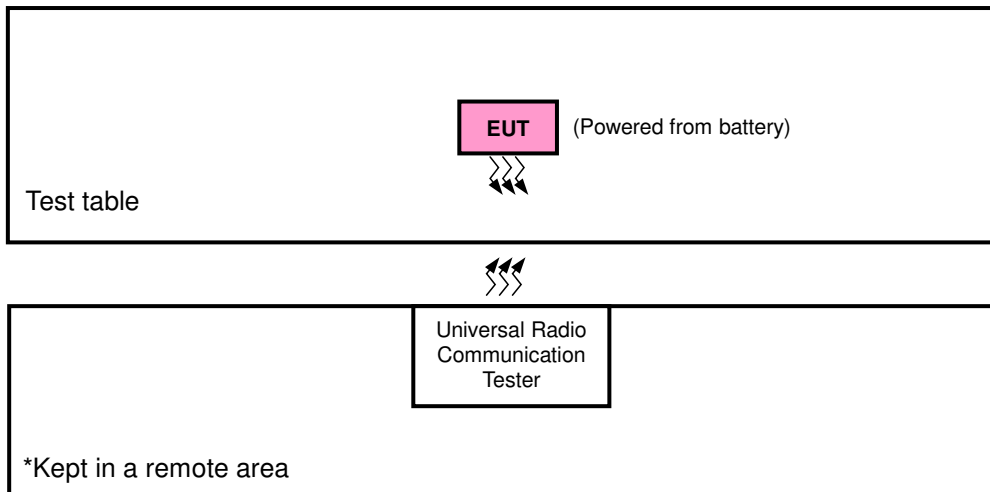 EUT (Powered from battery)
Test table
Universal Radio
Communication
Tester
*Kept in a remote area